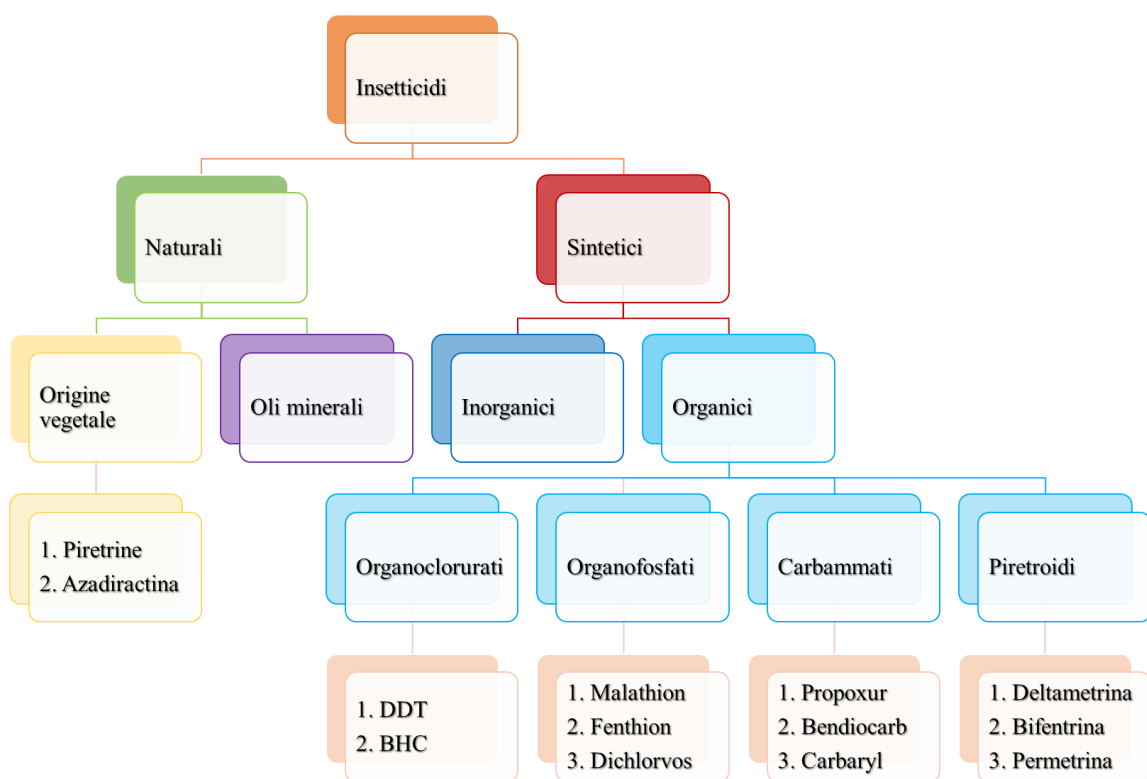 Insetticidi
Naturali
Sintetici
Origine
vegetale
Oli minerali
Inorganici
Organici
1. Piretrine
2. Azadiractina
Organoclorurati
Organofosfati
Carbammati
Piretroidi
1. DDT
2. BHC
1. Malathion
2. Fenthion
3. Dichlorvos
1. Propoxur
2. Bendiocarb
3. Carbaryl
1. Deltametrina
2. Bifentrina
3. Permetrina